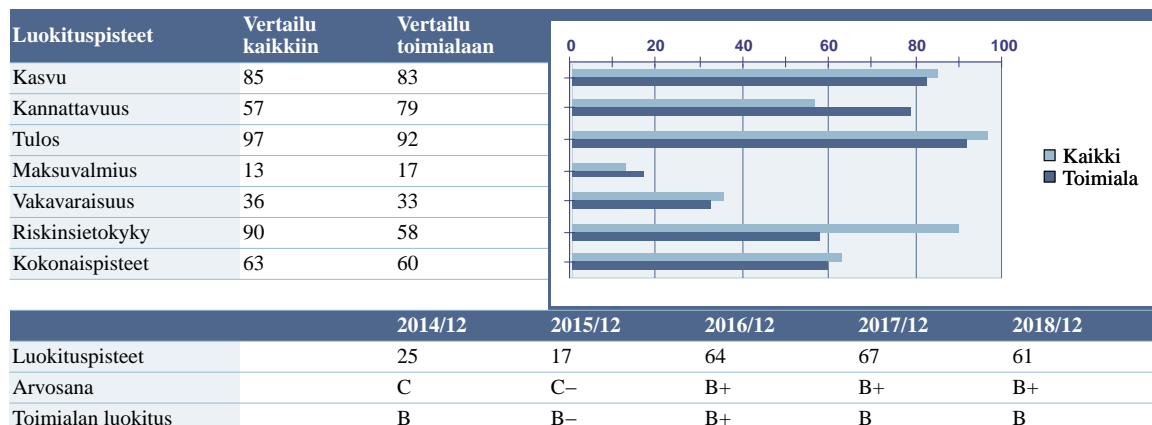 Luokituspisteet Vertailu kaikkiin Vertailu toimialaan
0 20 40 60 80 100
Kasvu 85 83
Kannattavuus 57 79
Tulos 97 92
Maksuvalmius 13 17
Vakavaraisuus 36 33
Riskinsietokyky 90 58
Kokonaispisteet 63 60
Kaikki
Toimiala
2014/12 2015/12 2016/12 2017/12 2018/12
Luokituspisteet 25 17 64 67 61
Arvosana C C– B+ B+ B+
Toimialan luokitus B B– B+ B B